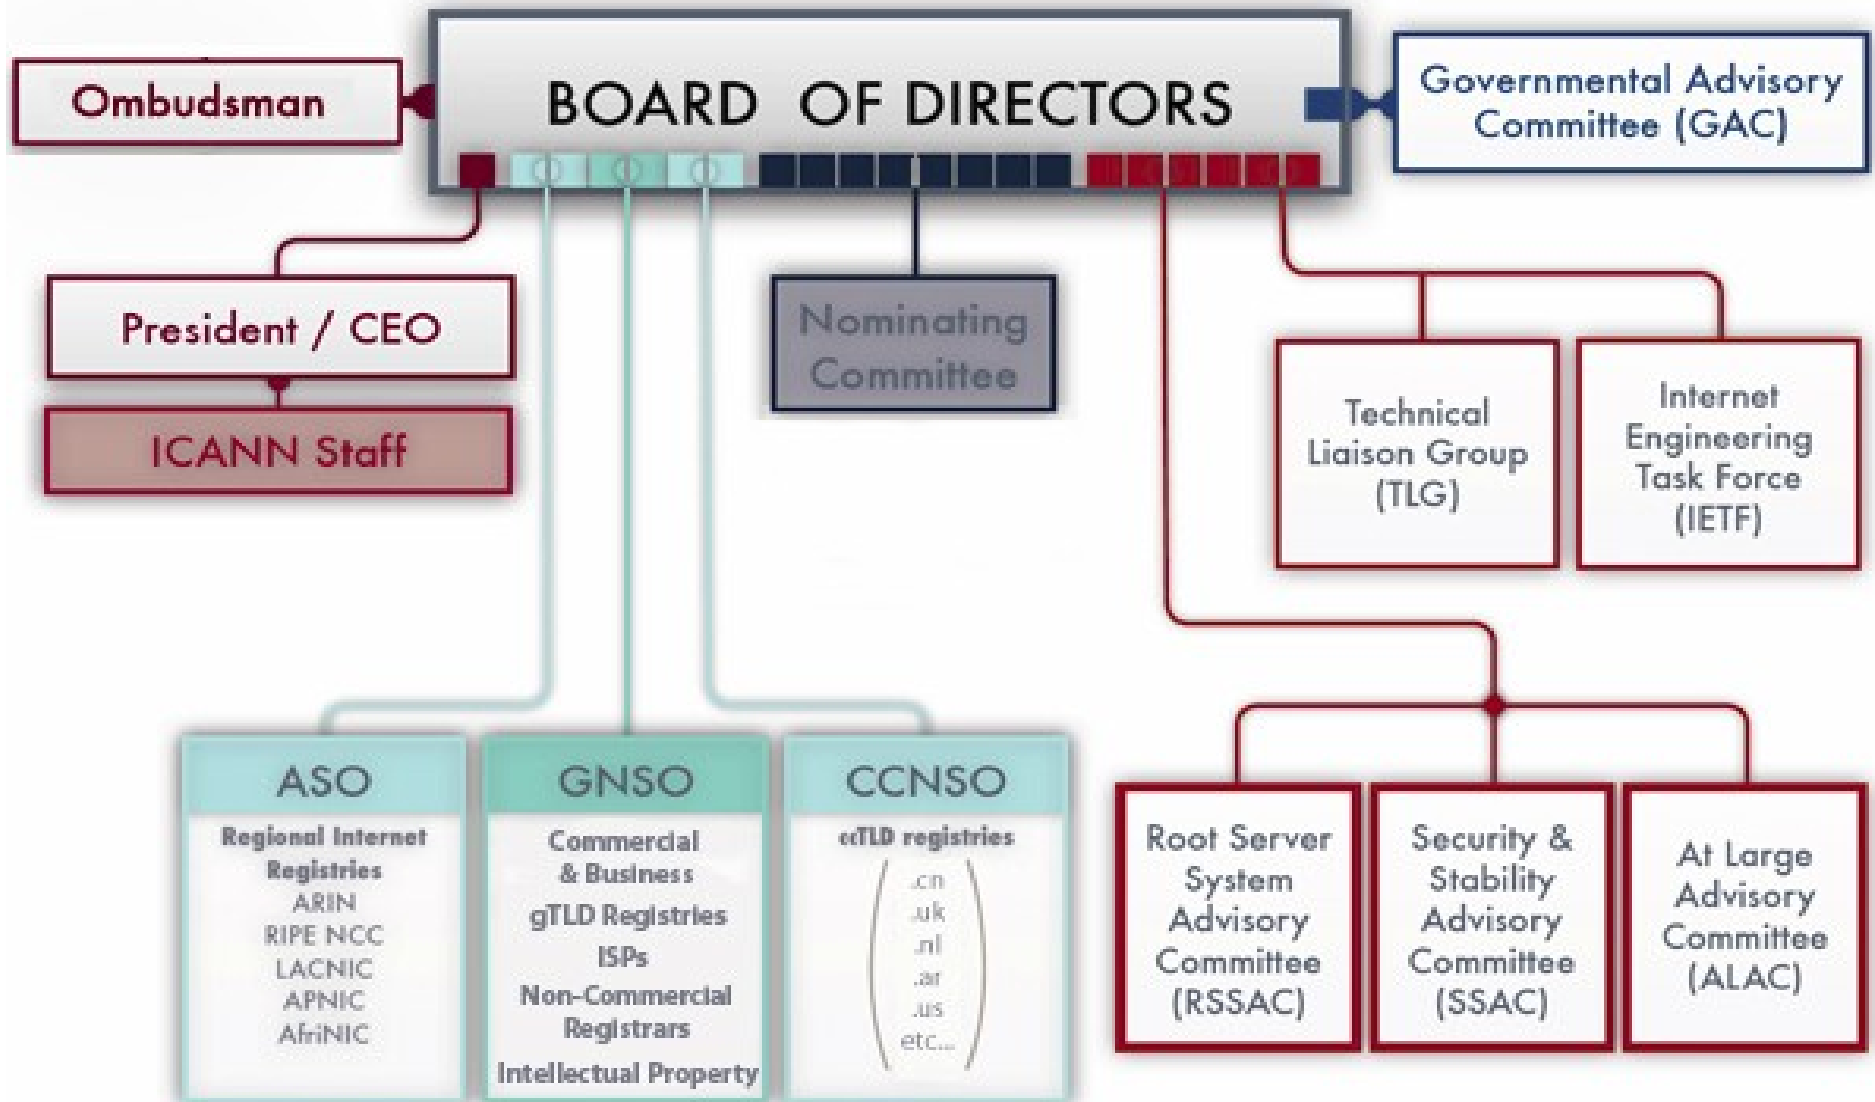 Ombudsman
BOARD OF DIRECTORS
Governmental Advisory
Committee (GAC)
President / CEO
ICANN Staff
Nominating
Committee
Technical
Liaison Group
(TLG)
Internet
Engineering
Task Force
(IETF)
ASO
Regional Internet
Registries
ARIN
RIPE NCC
LACNIC
APNIC
AfriNIC
GNSO
Commercial
& Business
gTLD Registries
ISPs
Non-Commercial
Registrars
Intellectual Property
CCNSO
ccTLD registries
.cn
.uk
.nl
.ar
.us
etc...
Root Server
System
Advisory
Committee
(RSSAC)
Security &
Stability
Advisory
Committee
(SSAC)
At Large
Advisory
Committee
(ALAC)